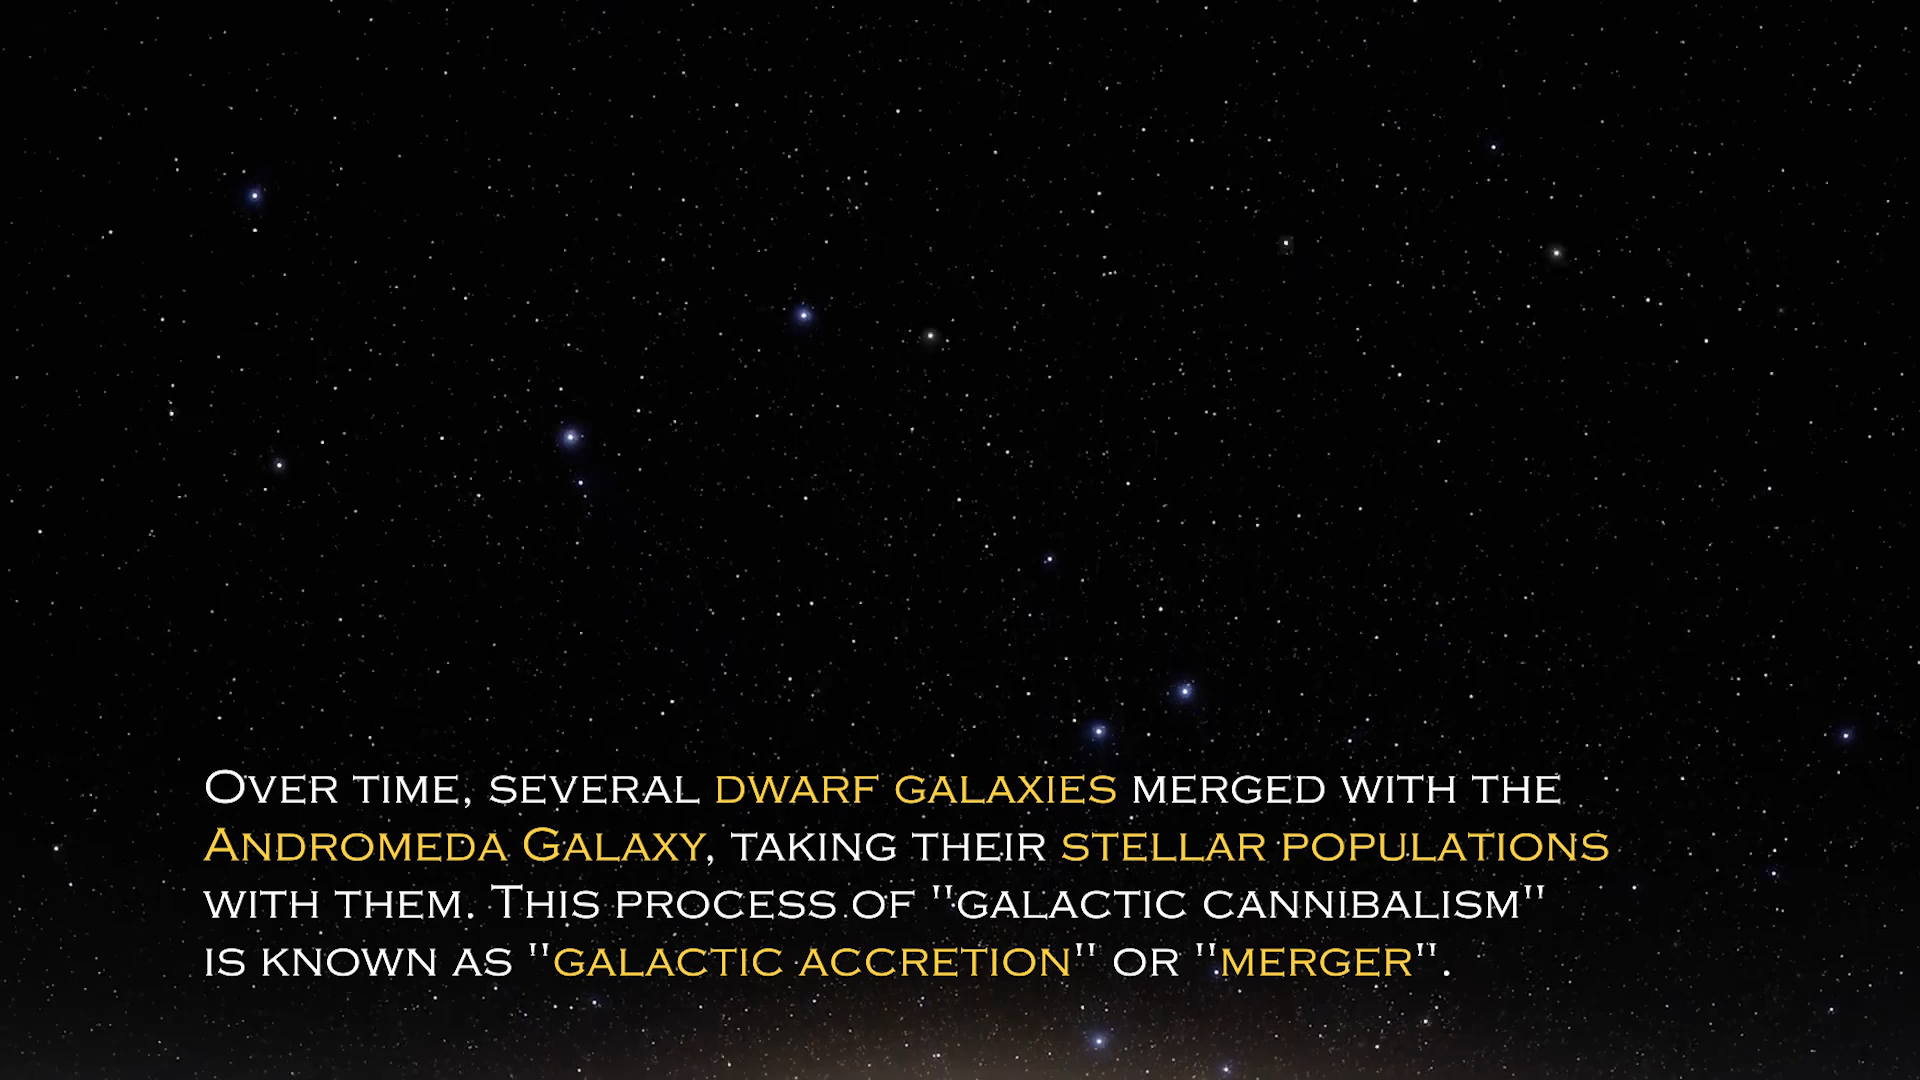 Over time, several dwarf galaxies merged with the
Andromeda Galaxy, taking their stellar populations
with them. This process of "galactic cannibalism"
is known as "galactic accretion" or "merger".